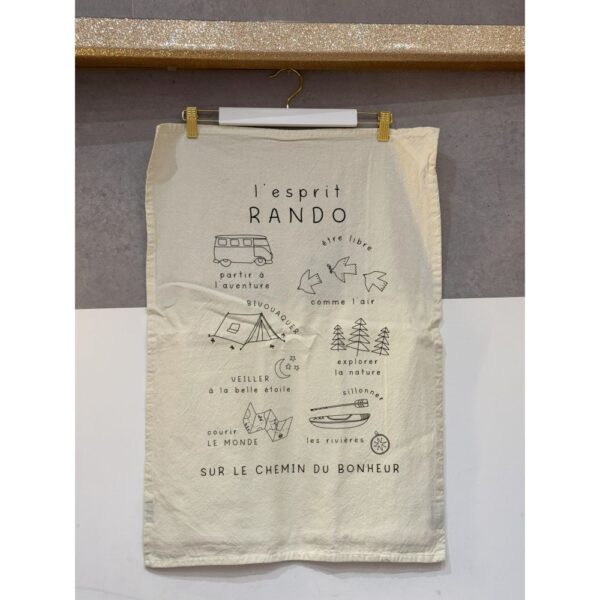 l'esprit
RANDO
être libre
partir à
l'aventure
comme l'air
BIVOUAQUER
explorer
la nature
VEILLER
à la belle étoile
sillonner
courir
LE MONDE
les rivières
SUR LE CHEMIN DU BONHEUR